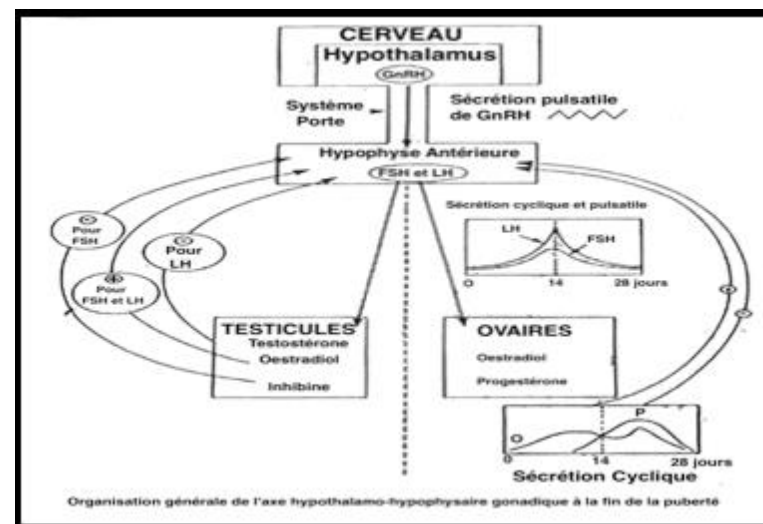 CERVEAU
Hypothalamus
GnRH
Système
Porte
Sécrétion pulsatile
de GnRH
Hypophyse Antérieure
FSH et LH
Pour
FSH
Pour
LH
Pour
FSH et LH
Sécrétion cyclique et pulsatile
LH
FSH
O
14
28 jours
TESTICULES
Testostérone
Oestradiol
Inhibine
OVAIRES
Oestradiol
Progestérone
O
P
0
14
28 jours
Sécrétion Cyclique
Organisation générale de l'axe hypothalamo-hypophysaire gonadique à la fin de la puberté